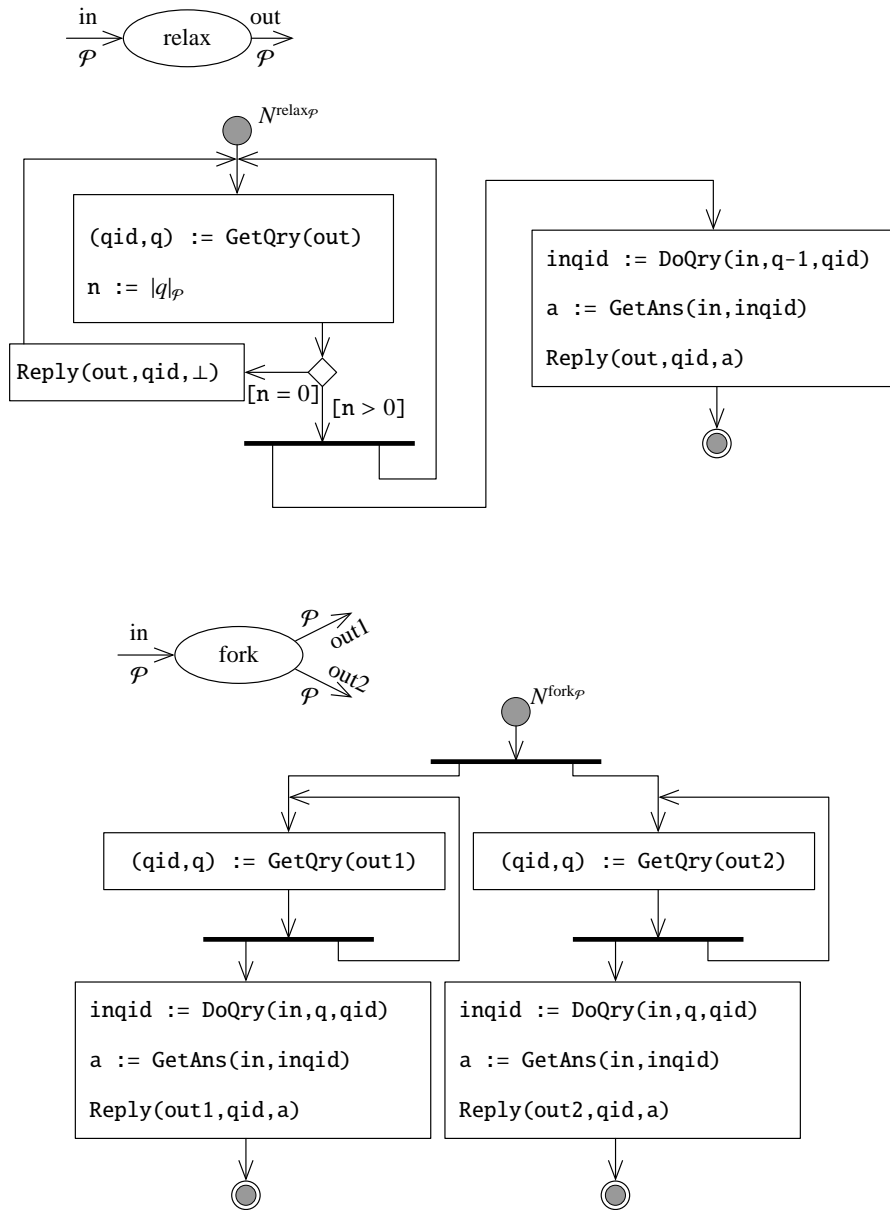 in
out
relax
𝒫
𝒫
N^relax𝒫
(qid,q) := GetQry(out)
n := |q|𝒫
Reply(out,qid,⊥)
[n = 0]
[n > 0]
inqid := DoQry(in,q-1,qid)
a := GetAns(in,inqid)
Reply(out,qid,a)
in
𝒫
fork
𝒫
out1
out2
𝒫
N^fork𝒫
(qid,q) := GetQry(out1)
(qid,q) := GetQry(out2)
inqid := DoQry(in,q,qid)
a := GetAns(in,inqid)
Reply(out1,qid,a)
inqid := DoQry(in,q,qid)
a := GetAns(in,inqid)
Reply(out2,qid,a)